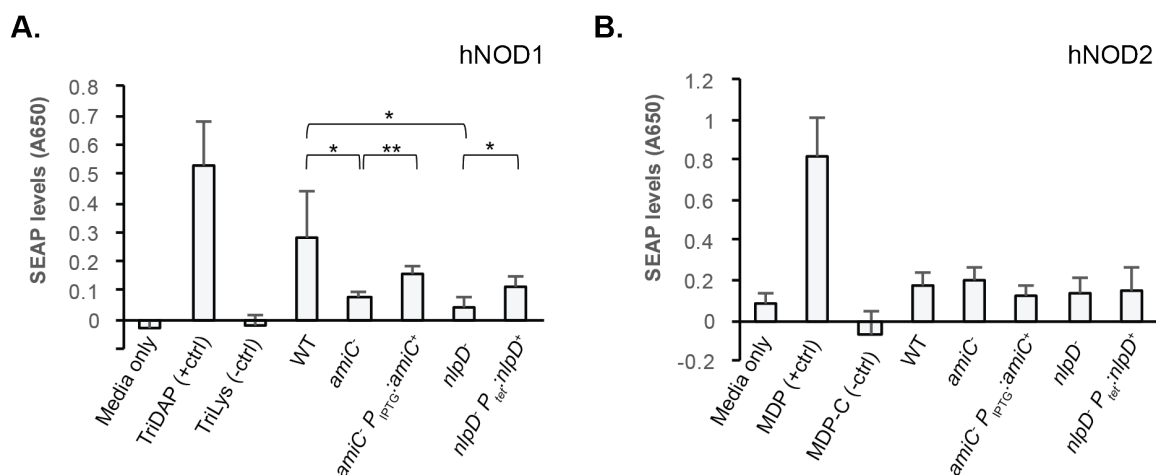 A.
hNOD1
SEAP levels (A650)
0.8
0.7
0.6
0.5
0.4
0.3
0.2
0.1
0
*
*
**
*
Media only
TriDAP (+ctrl)
TriLys (-ctrl)
WT
amiC-
amiC- PIPTG:amiC+
nlpD-
nlpD- Ptet:nlpD+
B.
hNOD2
SEAP levels (A650)
1.2
1
0.8
0.6
0.4
0.2
0
-0.2
Media only
MDP (+ctrl)
MDP-C (-ctrl)
WT
amiC-
amiC- PIPTG:amiC+
nlpD-
nlpD- Ptet:nlpD+